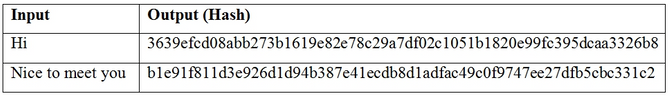 Input Output (Hash)
Hi 3639efcd08abb273b1619e82e78c29a7df02c1051b1820e99fc395dcaa3326b8
Nice to meet you b1e91f811d3e926d1d94b387e41ecdb8d1adfac49c0f9747ee27dfb5cbc331c2